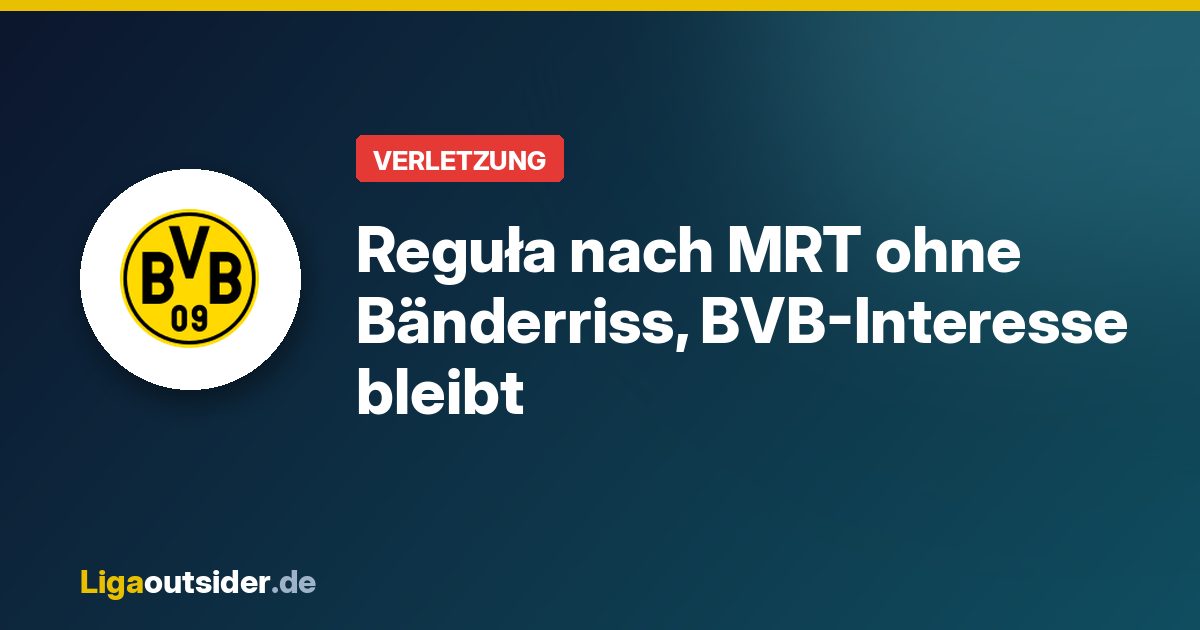 VERLETZUNG
Reguła nach MRT ohne
Bänderriss, BVB-Interesse
bleibt
BVB
09
Ligaoutsider.de